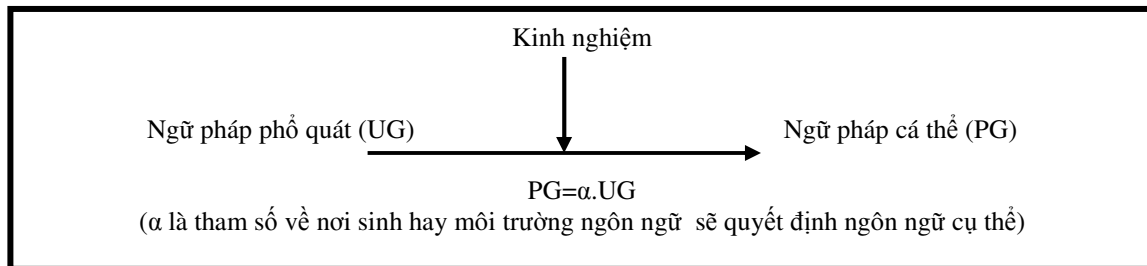 Kinh nghiệm
Ngữ pháp phổ quát (UG) Ngữ pháp cá thể (PG)
PG=α.UG
(α là tham số về nơi sinh hay môi trường ngôn ngữ sẽ quyết định ngôn ngữ cụ thể)